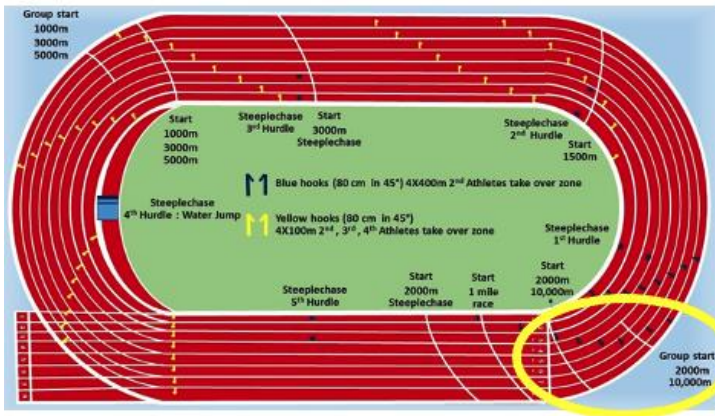 Group start
1000m
3000m
5000m
Start
1000m
3000m
5000m
Steeplechase
3rd Hurdle
Start
3000m
Steeplechase
Steeplechase
2nd Hurdle
Start
1500m
Blue hooks (80 cm in 45°) 4X400m 2nd Athletes take over zone
Steeplechase
4th Hurdle : Water Jump
Yellow hooks (80 cm in 45°)
4X100m 2nd , 3rd , 4th Athletes take over zone
Steeplechase
1st Hurdle
Steeplechase
5th Hurdle
Start
2000m
Steeplechase
Start
1 mile
race
Start
2000m
10,000m
Group start
2000m
10,000m